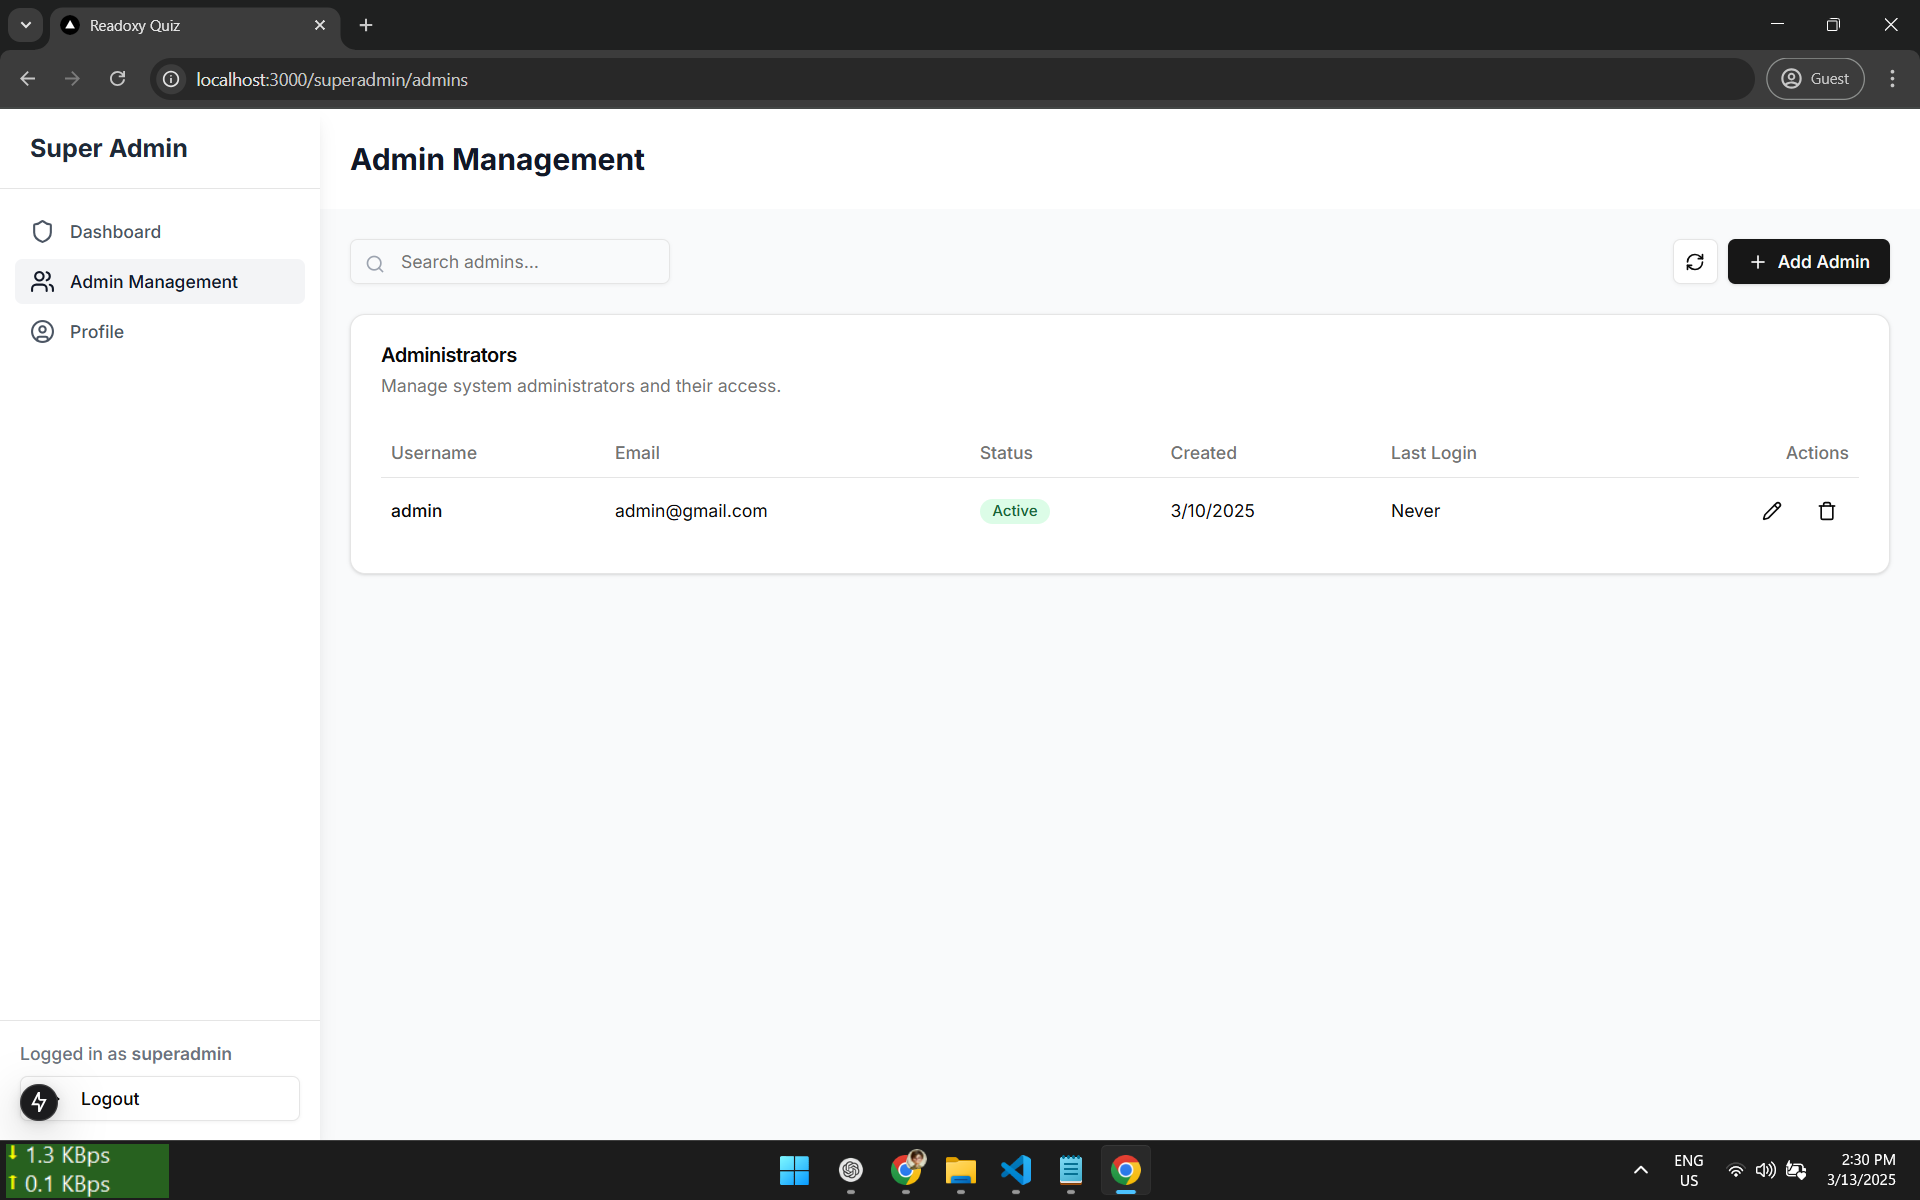 Readoxy Quiz
localhost:3000/superadmin/admins
Guest
Super Admin
Dashboard
Admin Management
Profile
Admin Management
Search admins...
Add Admin
Administrators
Manage system administrators and their access.
Username Email Status Created Last Login Actions
admin admin@gmail.com Active 3/10/2025 Never
Logged in as superadmin
Logout
1.3 KBps
0.1 KBps
ENG
US
2:30 PM
3/13/2025